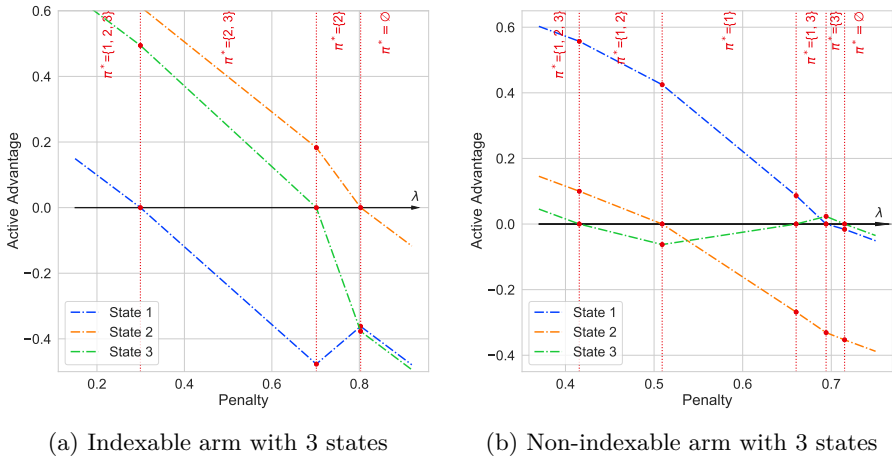 π*={1, 2, 3}
π*={2, 3}
π*={2}
π*=∅
Active Advantage
0.6
0.4
0.2
0.0
−0.2
−0.4
λ
State 1
State 2
State 3
0.2
0.4
0.6
0.8
Penalty
(a) Indexable arm with 3 states
π*={1, 2, 3}
π*={1, 2}
π*={1}
π*={1, 3}
π*={3}
π*=∅
Active Advantage
0.6
0.4
0.2
0.0
−0.2
−0.4
λ
State 1
State 2
State 3
0.4
0.5
0.6
0.7
Penalty
(b) Non-indexable arm with 3 states